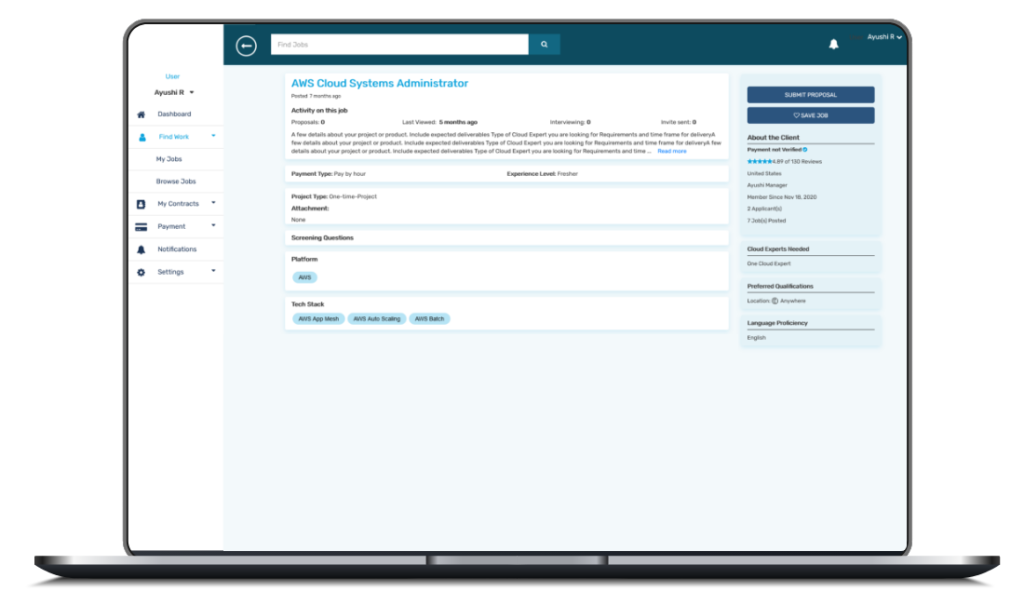 Find Jobs
Ayushi R
User
Ayushi R
Dashboard
Find Work
My Jobs
Browse Jobs
My Contracts
Payment
Notifications
Settings
AWS Cloud Systems Administrator
Posted 7 months ago
Activity on this job
Proposals: 0 Last Viewed: 5 months ago Interviewing: 0 Invite sent: 0
A few details about your project or product. Include expected deliverables Type of Cloud Expert you are looking for Requirements and time frame for deliveryA
few details about your project or product. Include expected deliverables Type of Cloud Expert you are looking for Requirements and time frame for deliveryA few
details about your project or product. Include expected deliverables Type of Cloud Expert you are looking for Requirements and time ... Read more
Payment Type: Pay by hour Experience Level: Fresher
Project Type: One-time-Project
Attachment:
None
Screening Questions
Platform
AWS
Tech Stack
AWS App Mesh AWS Auto Scaling AWS Batch
SUBMIT PROPOSAL
SAVE JOB
About the Client
Payment not Verified
4.89 of 120 Reviews
United States
Ayushi Manager
Member Since Nov 18, 2020
2 Applicant(s)
7 Job(s) Posted
Cloud Experts Needed
One Cloud Expert
Preferred Qualifications
Location: Anywhere
Language Proficiency
English